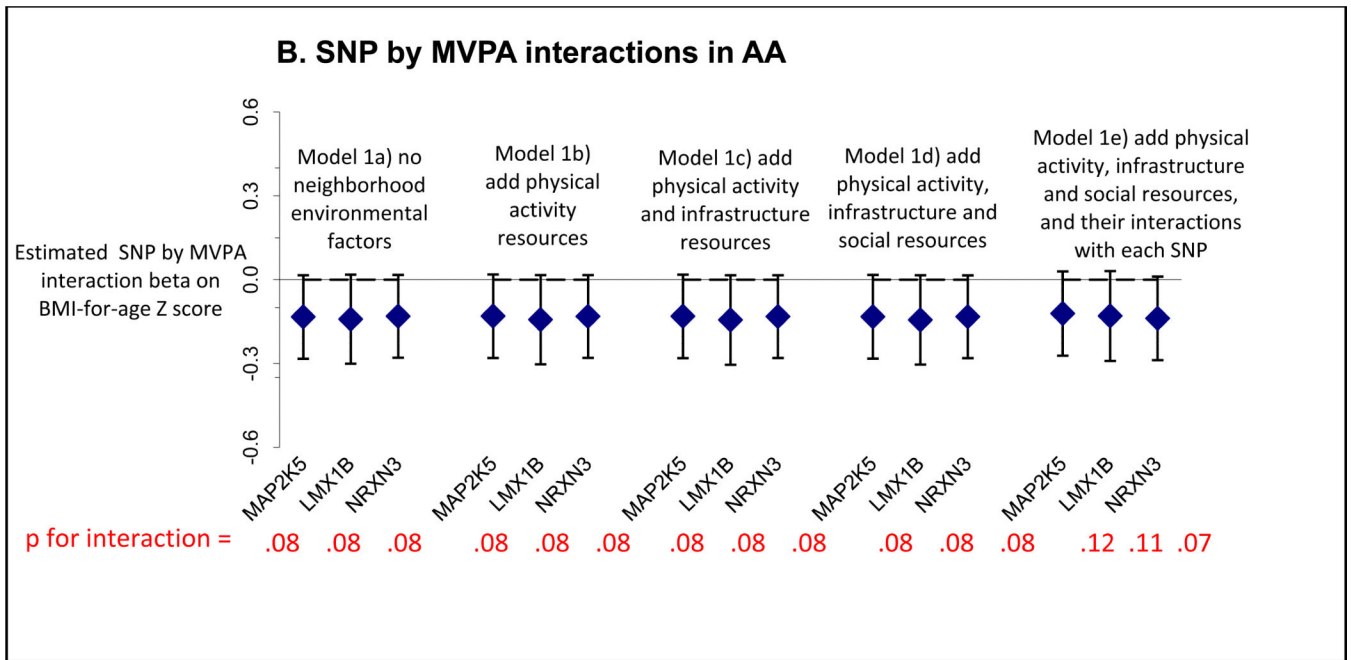 B. SNP by MVPA interactions in AA
0.6
0.3
0.0
-0.3
-0.6
Estimated SNP by MVPA
interaction beta on
BMI-for-age Z score
Model 1a) no
neighborhood
environmental
factors
Model 1b)
add physical
activity
resources
Model 1c) add
physical activity
and infrastructure
resources
Model 1d) add
physical activity,
infrastructure and
social resources
Model 1e) add physical
activity, infrastructure
and social resources,
and their interactions
with each SNP
MAP2K5 LMX1B NRXN3 MAP2K5 LMX1B NRXN3 MAP2K5 LMX1B NRXN3 MAP2K5 LMX1B NRXN3 MAP2K5 LMX1B NRXN3
p for interaction = .08 .08 .08 .08 .08 .08 .08 .08 .08 .08 .08 .08 .12 .11 .07